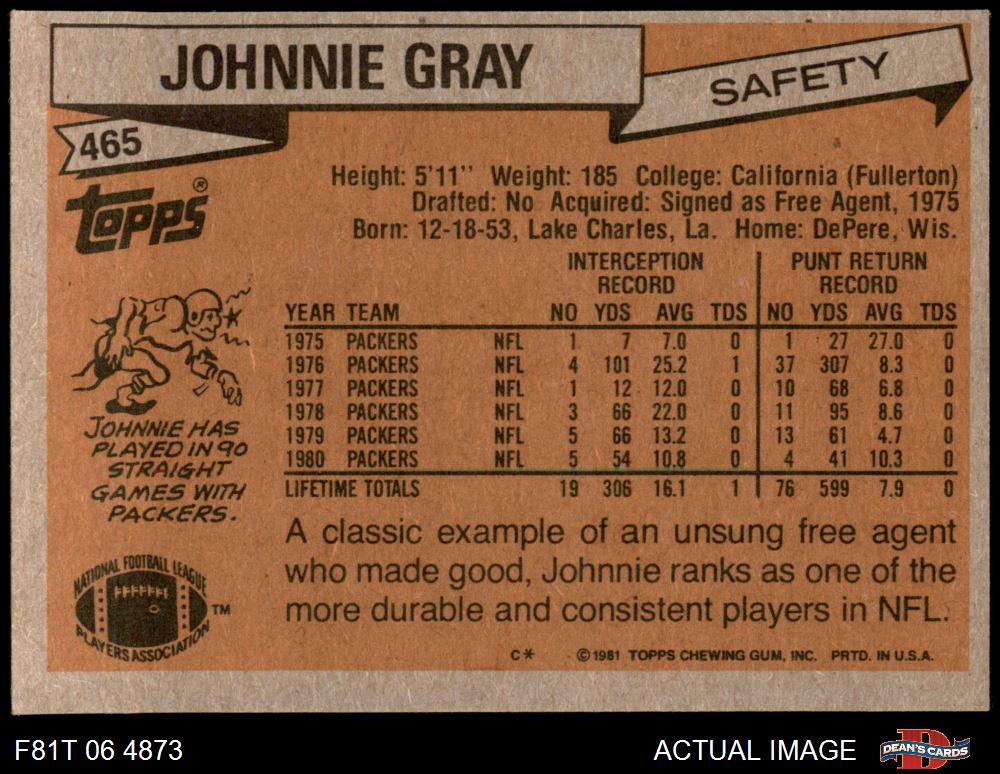 JOHNNIE GRAY
SAFETY
465
TOPPS®
Height: 5'11'' Weight: 185 College: California (Fullerton)
Drafted: No Acquired: Signed as Free Agent, 1975
Born: 12-18-53, Lake Charles, La. Home: DePere, Wis.
INTERCEPTION RECORD PUNT RETURN RECORD
YEAR TEAM NO YDS AVG TDS NO YDS AVG TDS
1975 PACKERS NFL 1 7 7.0 0 1 27 27.0 0
1976 PACKERS NFL 4 101 25.2 1 37 307 8.3 0
1977 PACKERS NFL 1 12 12.0 0 10 68 6.8 0
1978 PACKERS NFL 3 66 22.0 0 11 95 8.6 0
1979 PACKERS NFL 5 66 13.2 0 13 61 4.7 0
1980 PACKERS NFL 5 54 10.8 0 4 41 10.3 0
LIFETIME TOTALS 19 306 16.1 1 76 599 7.9 0
JOHNNIE HAS
PLAYED IN 90
STRAIGHT
GAMES WITH
PACKERS.
A classic example of an unsung free agent
who made good, Johnnie ranks as one of the
more durable and consistent players in NFL.
NATIONAL FOOTBALL LEAGUE
PLAYERS ASSOCIATION
TM
C* ©1981 TOPPS CHEWING GUM, INC. PRTD. IN U.S.A.
F81T 06 4873
ACTUAL IMAGE
DEAN'S CARDS